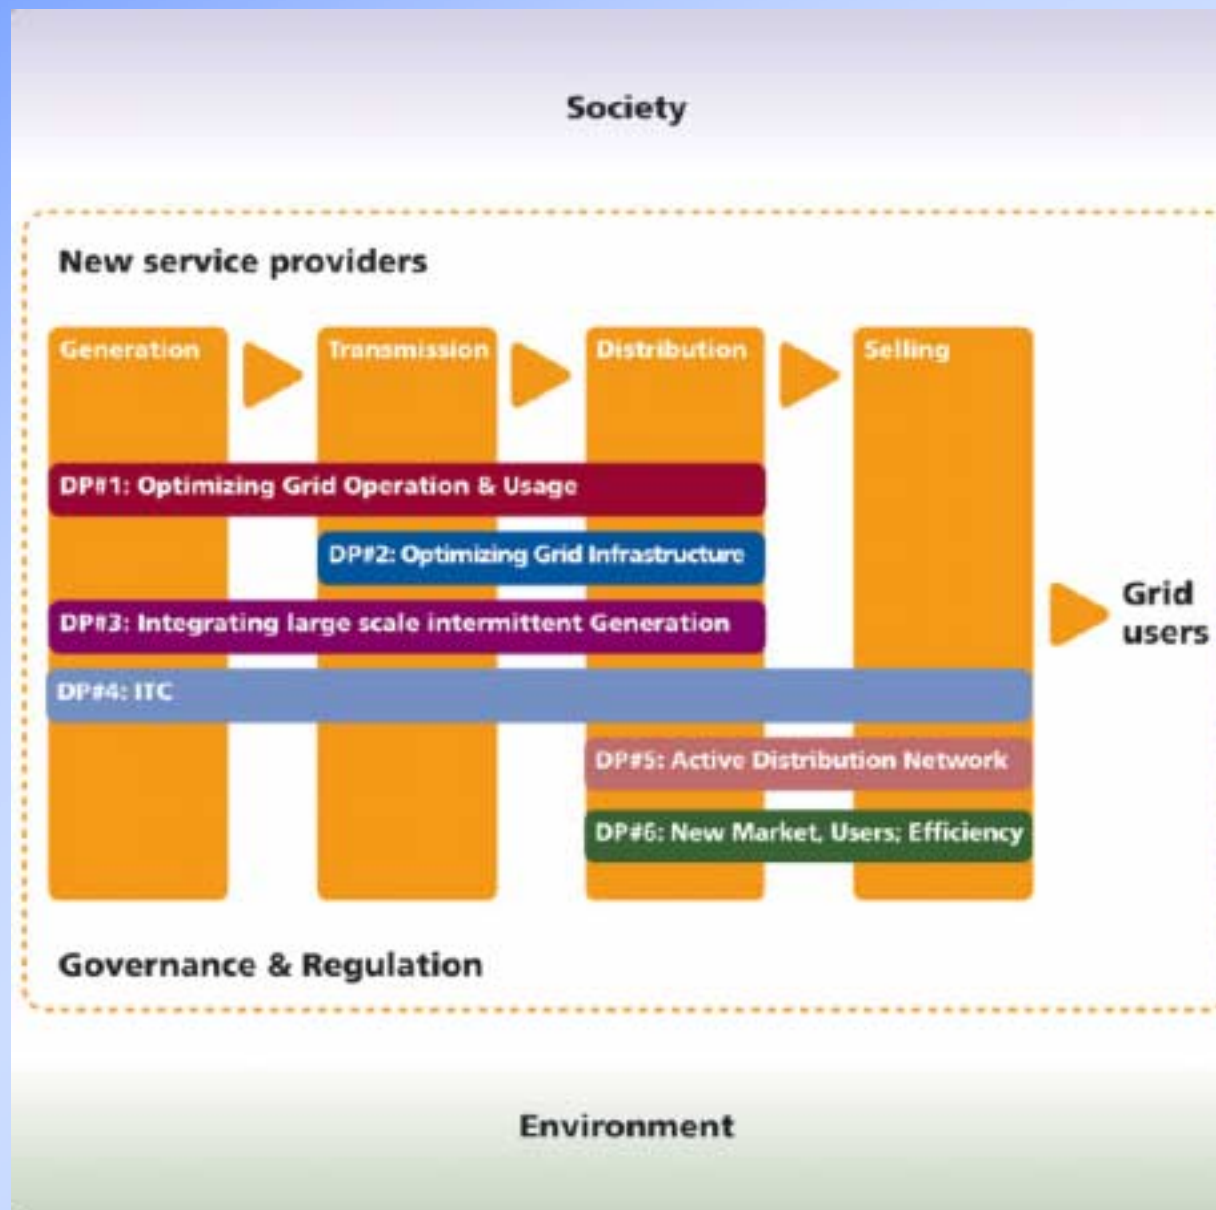 Society
New service providers
Generation
Transmission
Distribution
Selling
DP#1: Optimizing Grid Operation & Usage
DP#2: Optimizing Grid Infrastructure
DP#3: Integrating large scale intermittent Generation
DP#4: ITC
DP#5: Active Distribution Network
DP#6: New Market, Users; Efficiency
Grid
users
Governance & Regulation
Environment